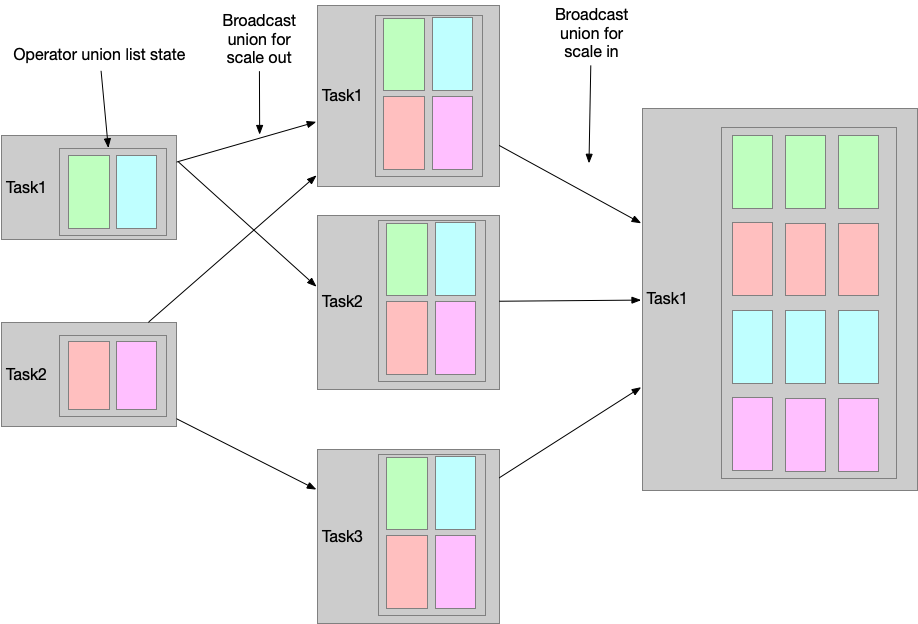 Operator union list state
Broadcast
union for
scale out
Broadcast
union for
scale in
Task1
Task2
Task1
Task2
Task3
Task1